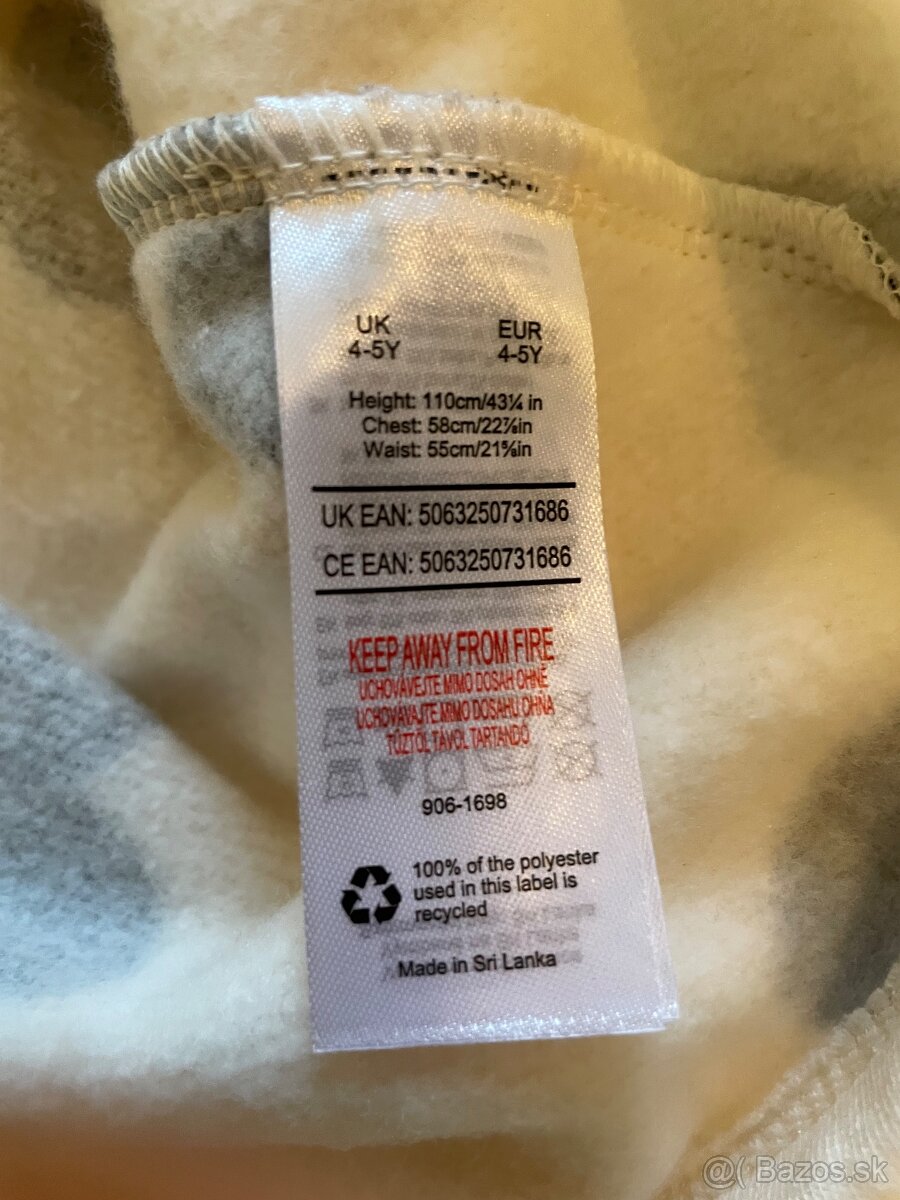 UK EUR
4-5Y 4-5Y
Height: 110cm/43¼ in
Chest: 58cm/22⅞in
Waist: 55cm/21⅝in
UK EAN: 5063250731686
CE EAN: 5063250731686
KEEP AWAY FROM FIRE
UCHOVÁVEJTE MIMO DOSAH OHNĚ
UCHOVÁVAJTE MIMO DOSAHU OHŇA
TŰZTŐL TÁVOL TARTANDÓ
906-1698
100% of the polyester
used in this label is
recycled
Made in Sri Lanka
@( Bazos.sk